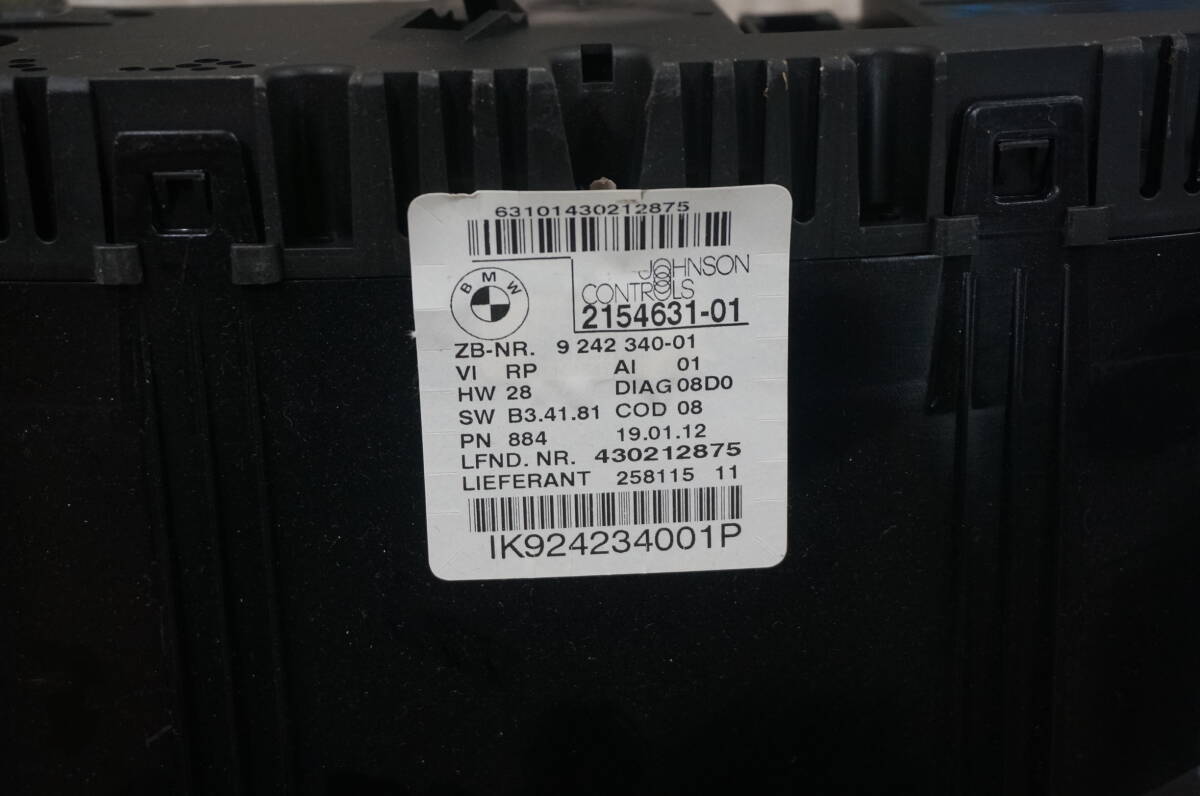 63101430212875
BMW
JOHNSON
CONTROLS
2154631-01
ZB-NR. 9 242 340-01
VI RP AI 01
HW 28 DIAG 08D0
SW B3.41.81 COD 08
PN 884 19.01.12
LFND. NR. 430212875
LIEFERANT 258115 11
IK924234001P